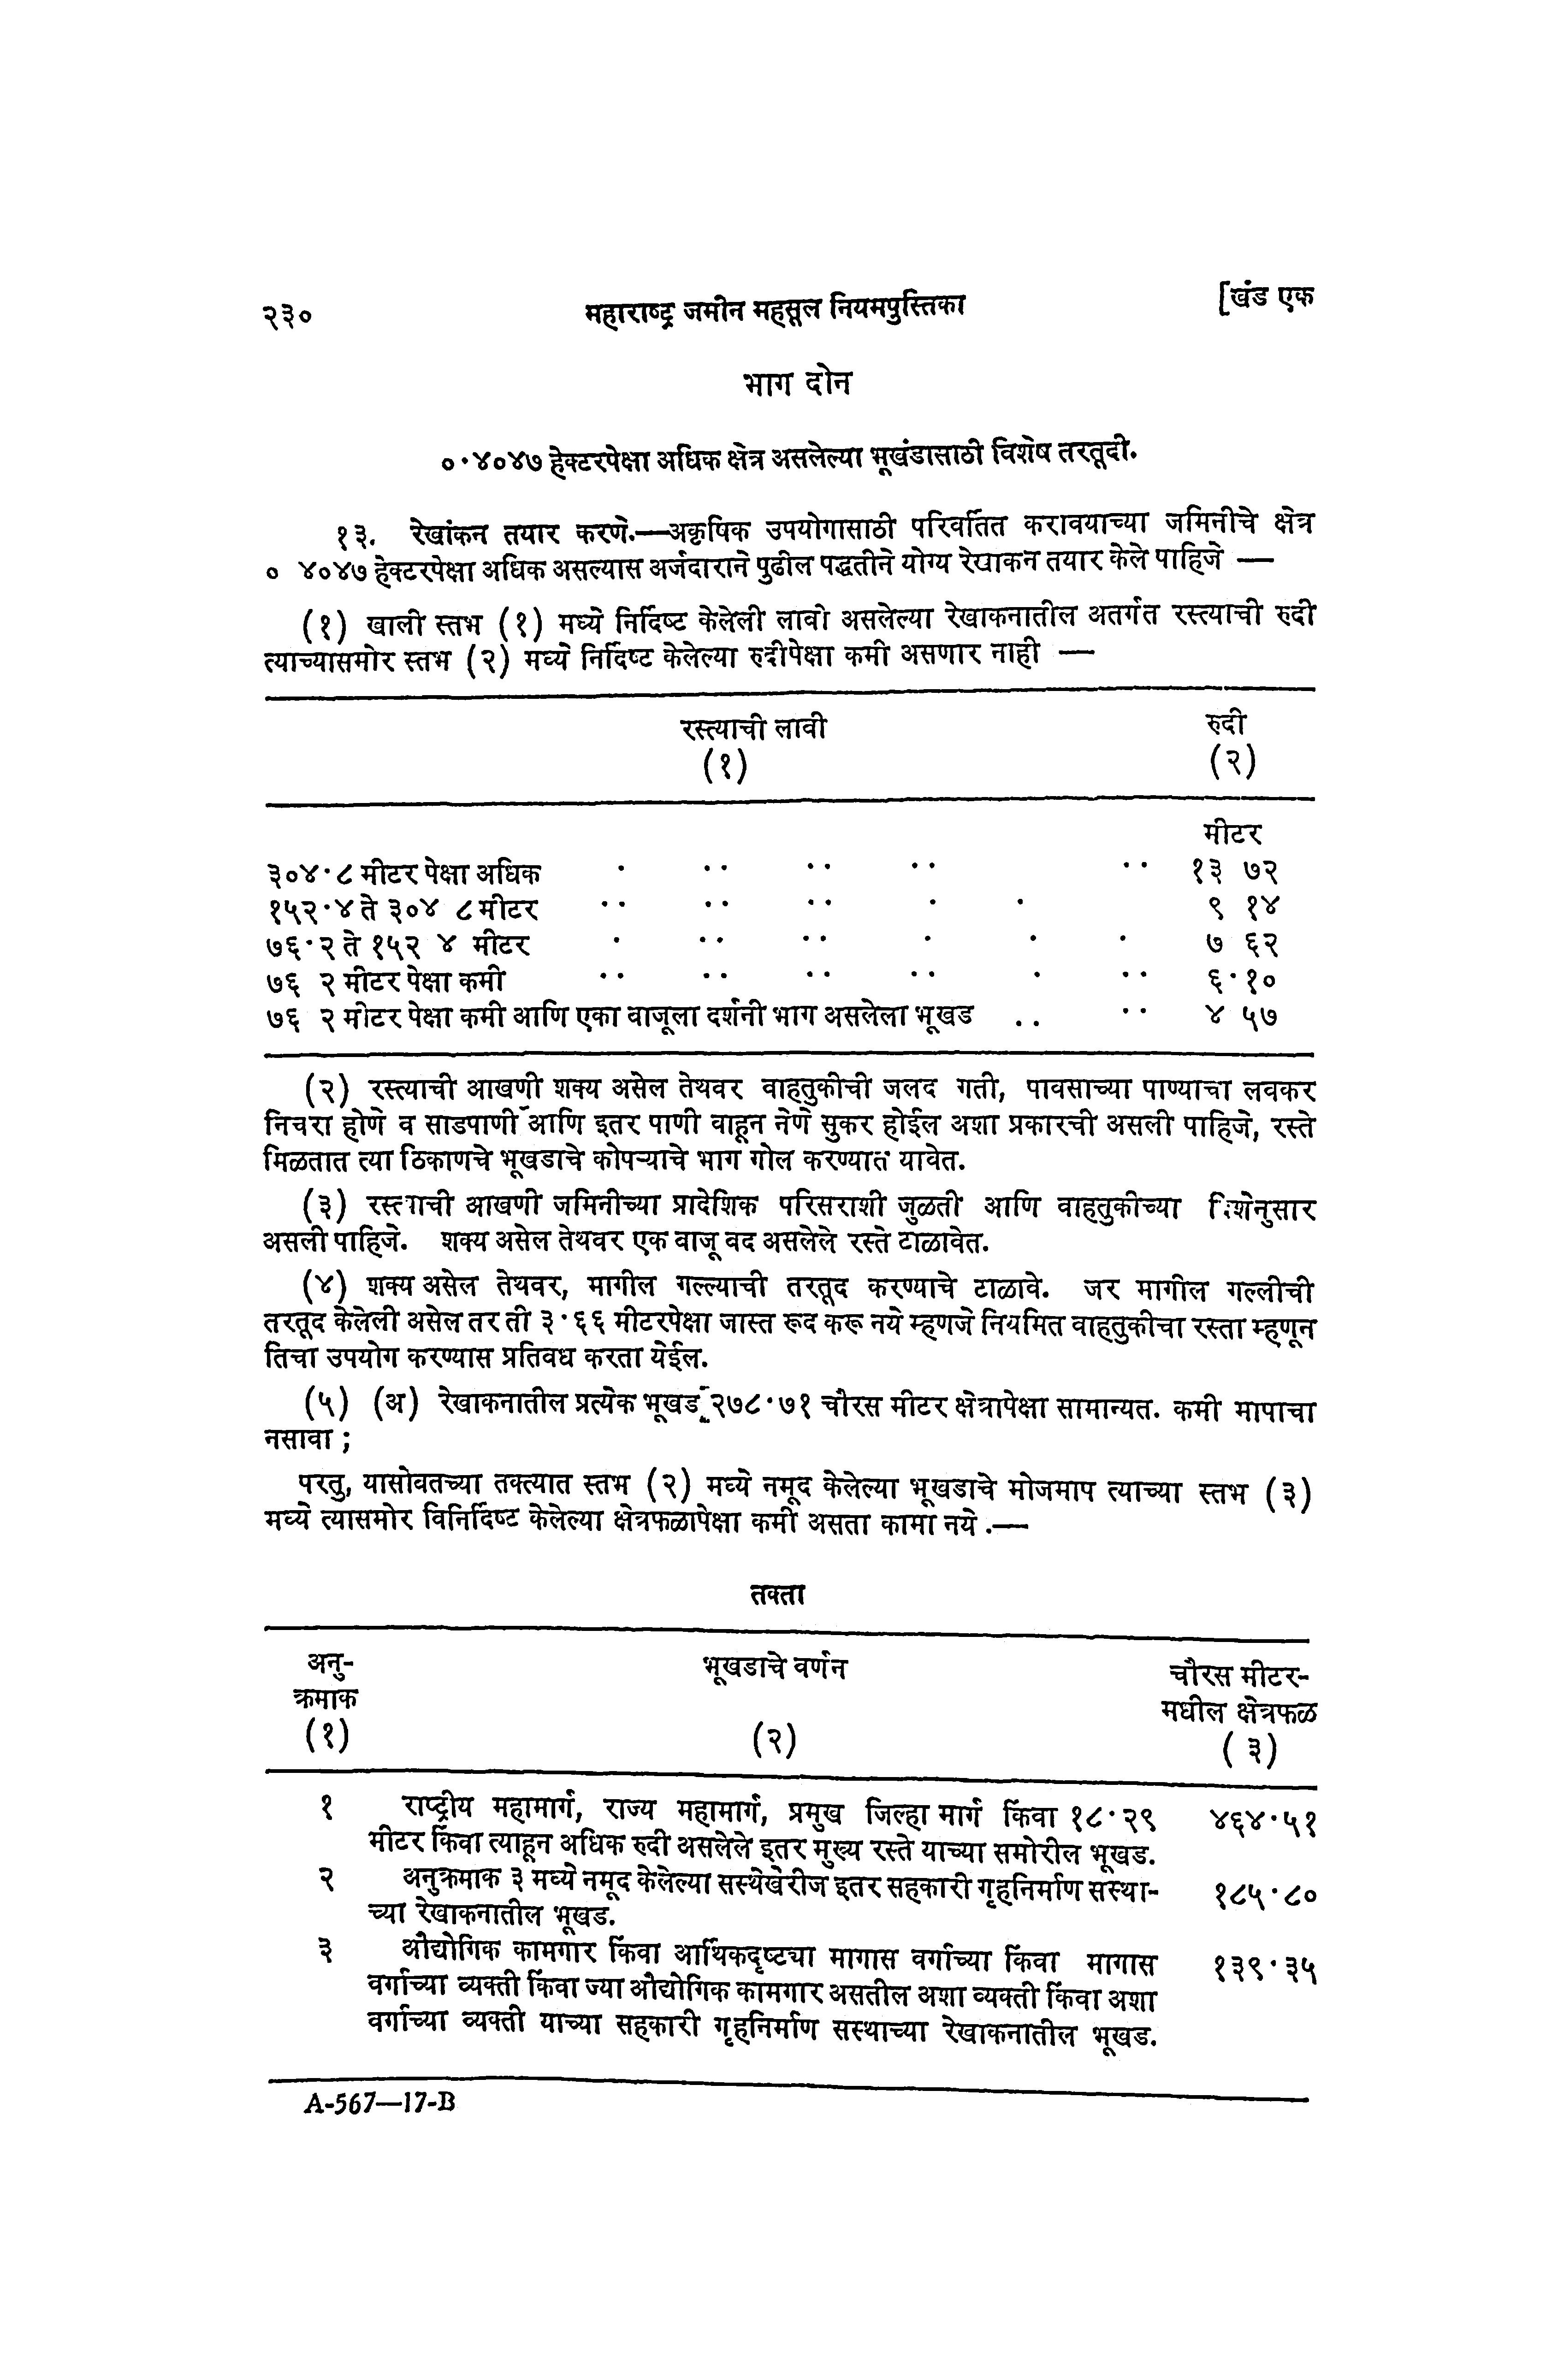 २३० महाराष्ट्र जमीन महसूल नियमपुस्तिका [खंड एक
भाग दोन
०·४०४७ हेक्टरपेक्षा अधिक क्षेत्र असलेल्या भूखंडासाठी विशेष तरतूदी.
१३. रेखांकन तयार करणे.—अकृषिक उपयोगासाठी परिवर्तित करावयाच्या जमिनीचे क्षेत्र
० ४०४७ हेक्टरपेक्षा अधिक असल्यास अर्जदाराने पुढील पद्धतीने योग्य रेखाकन तयार केले पाहिजे —
(१) खाली स्तभ (१) मध्ये निर्दिष्ट केलेली लावी असलेल्या रेखाकनातील अतर्गत रस्त्याची रुदी
त्याच्यासमोर स्तभ (२) मध्ये निर्दिष्ट केलेल्या रुदीपेक्षा कमी असणार नाही —
रस्त्याची लावी रुदी
(१) (२)
मीटर
३०४·८ मीटर पेक्षा अधिक · ·· ·· ·· ·· १३ ७२
१५२·४ ते ३०४ ८ मीटर ·· ·· ·· · · ९ १४
७६·२ ते १५२ ४ मीटर · ·· ·· · · · ७ ६२
७६ २ मीटर पेक्षा कमी ·· ·· ·· ·· · ·· ६·१०
७६ २ मीटर पेक्षा कमी आणि एका वाजूला दर्शनी भाग असलेला भूखड .. ·· ४ ५७
(२) रस्त्याची आखणी शक्य असेल तेथवर वाहतुकीची जलद गती, पावसाच्या पाण्याचा लवकर
निचरा होणे व साडपाणी आणि इतर पाणी वाहून नेणे सुकर होईल अशा प्रकारची असली पाहिजे, रस्ते
मिळतात त्या ठिकाणचे भूखडाचे कोपऱ्याचे भाग गोल करण्यात यावेत.
(३) रस्त्याची आखणी जमिनीच्या प्रादेशिक परिसराशी जुळती आणि वाहतुकीच्या दिशेनुसार
असली पाहिजे. शक्य असेल तेथवर एक वाजू वद असलेले रस्ते टाळावेत.
(४) शक्य असेल तेथवर, मागील गल्ल्याची तरतूद करण्याचे टाळावे. जर मागील गल्लीची
तरतूद केलेली असेल तर ती ३·६६ मीटरपेक्षा जास्त रूद करू नये म्हणजे नियमित वाहतुकीचा रस्ता म्हणून
तिचा उपयोग करण्यास प्रतिवध करता येईल.
(५) (अ) रेखाकनातील प्रत्येक भूखड २७८·७१ चौरस मीटर क्षेत्रापेक्षा सामान्यत. कमी मापाचा
नसावा ;
परतु, यासोवतच्या तक्त्यात स्तभ (२) मध्ये नमूद केलेल्या भूखडाचे मोजमाप त्याच्या स्तभ (३)
मध्ये त्यासमोर विनिर्दिष्ट केलेल्या क्षेत्रफळापेक्षा कमी असता कामा नये .—
तक्ता
अनु- भूखडाचे वर्णन चौरस मीटर-
क्रमाक मधील क्षेत्रफळ
(१) (२) (३)
१ राष्ट्रीय महामार्ग, राज्य महामार्ग, प्रमुख जिल्हा मार्ग किंवा १८·२९ ४६४·५१
मीटर किंवा त्याहून अधिक रुदी असलेले इतर मुख्य रस्ते याच्या समोरील भूखड.
२ अनुक्रमाक ३ मध्ये नमूद केलेल्या सस्थेखेरीज इतर सहकारी गृहनिर्माण सस्था- १८५·८०
च्या रेखाकनातील भूखड.
३ औद्योगिक कामगार किंवा आर्थिकदृष्ट्या मागास वर्गाच्या किंवा मागास १३९·३५
वर्गाच्या व्यक्ती किंवा ज्या औद्योगिक कामगार असतील अशा व्यक्ती किंवा अशा
वर्गाच्या व्यक्ती याच्या सहकारी गृहनिर्माण सस्थाच्या रेखाकनातील भूखड.
A-567—17-B